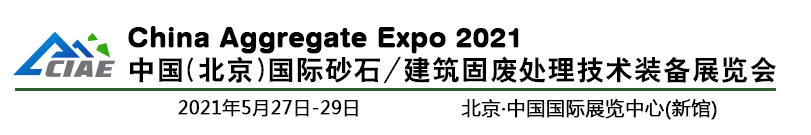 CIAE
China Aggregate Expo 2021
中国(北京)国际砂石/建筑固废处理技术装备展览会
2021年5月27日-29日 北京·中国国际展览中心(新馆)